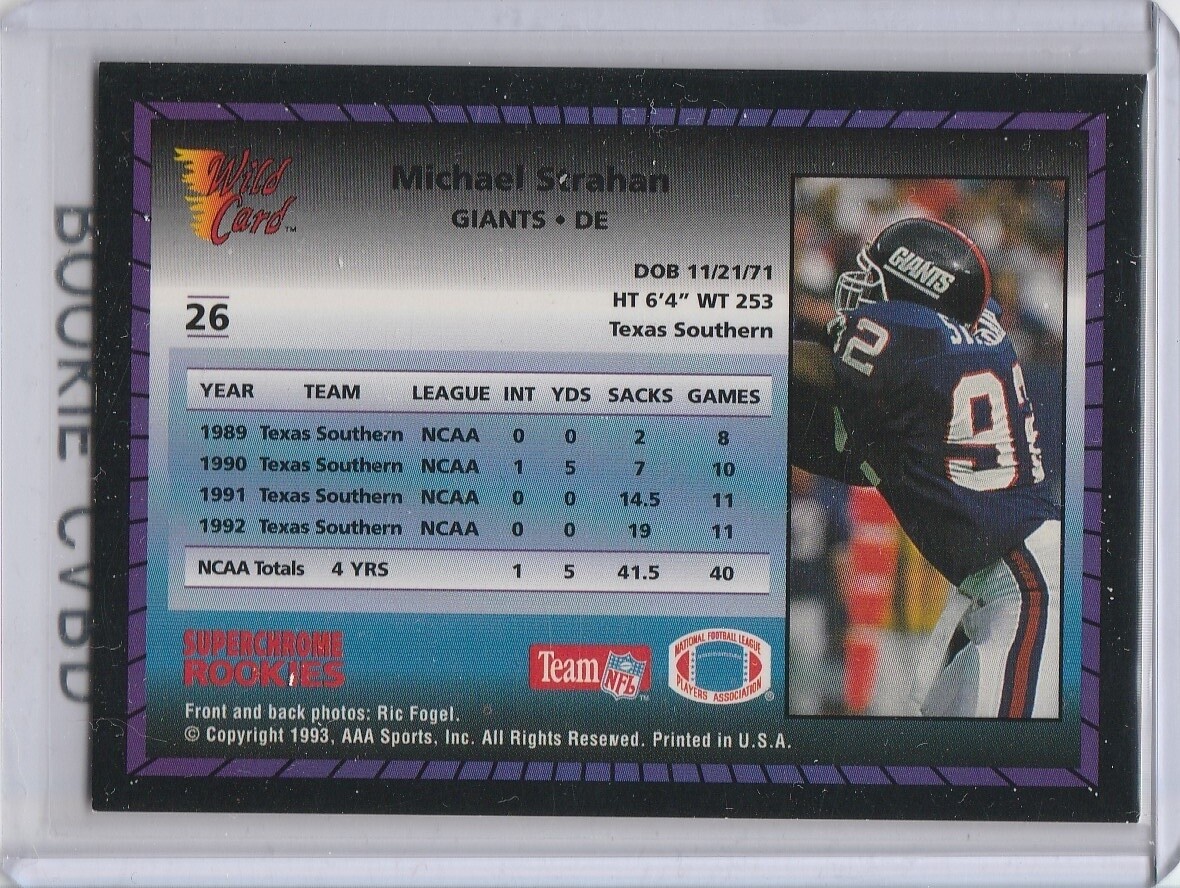 ROOKIE CARD
Wild
Card™
Michael Strahan
GIANTS • DE
DOB 11/21/71
HT 6'4" WT 253
Texas Southern
26
YEAR TEAM LEAGUE INT YDS SACKS GAMES
1989 Texas Southern NCAA 0 0 2 8
1990 Texas Southern NCAA 1 5 7 10
1991 Texas Southern NCAA 0 0 14.5 11
1992 Texas Southern NCAA 0 0 19 11
NCAA Totals 4 YRS 1 5 41.5 40
GIANTS
92
92
SUPERCHROME
ROOKIES
Team NFL™
NATIONAL FOOTBALL LEAGUE
PLAYERS ASSOCIATION®
Front and back photos: Ric Fogel.
© Copyright 1993, AAA Sports, Inc. All Rights Reserved. Printed in U.S.A.